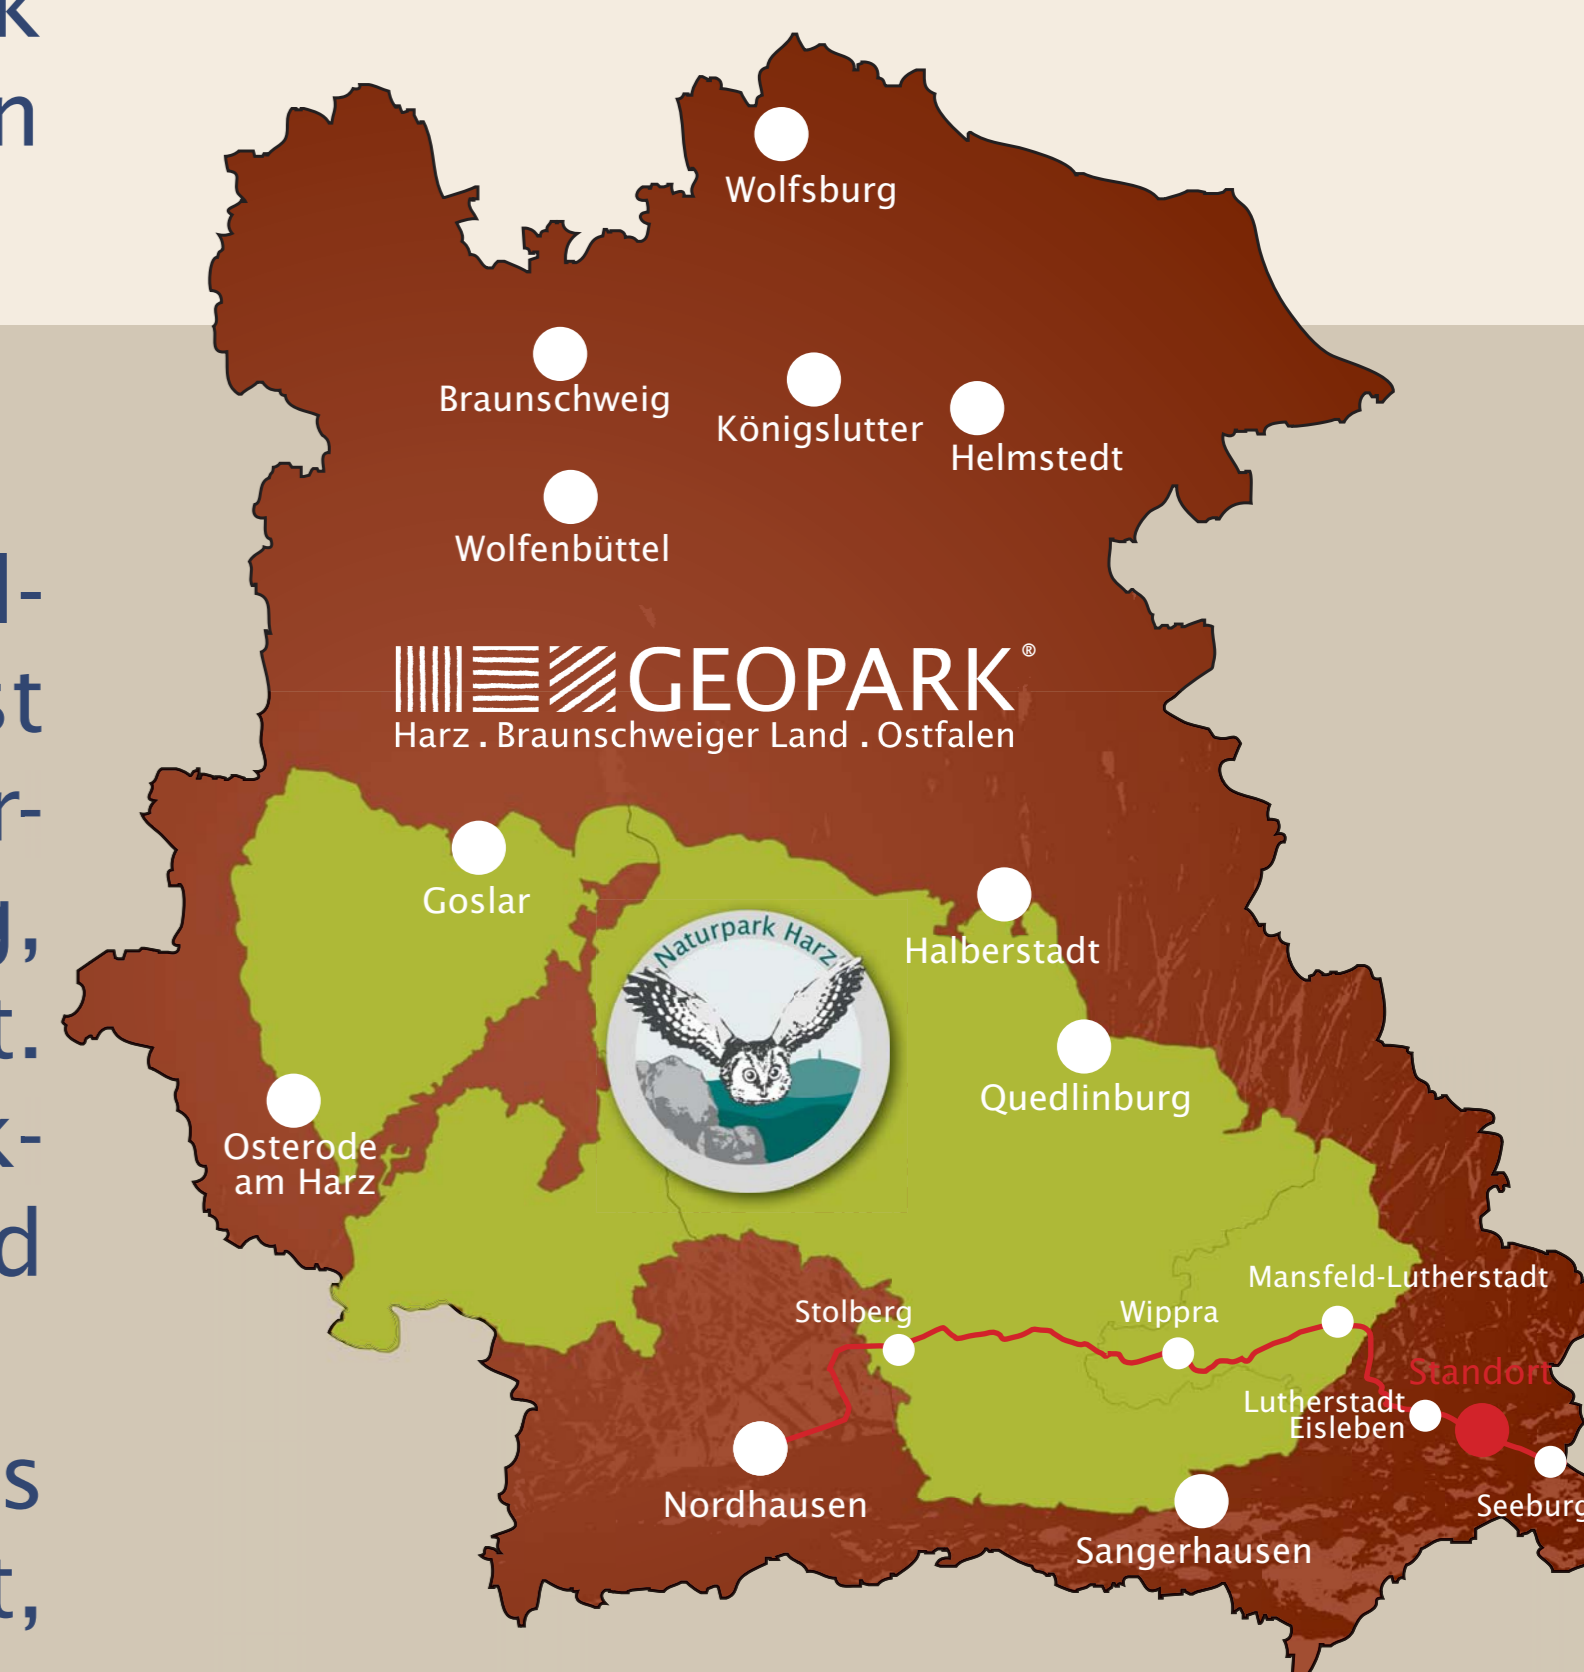 k
n
Wolfsburg
Braunschweig
Königslutter
Helmstedt
Wolfenbüttel
l-
st
r-
g,
t.
k-
d
s
t,
GEOPARK®
Harz . Braunschweiger Land . Ostfalen
Goslar
Naturpark Harz
Halberstadt
Quedlinburg
Osterode
am Harz
Mansfeld-Lutherstadt
Stolberg
Wippra
Standort
Lutherstadt
Eisleben
Nordhausen
Seeburg
Sangerhausen